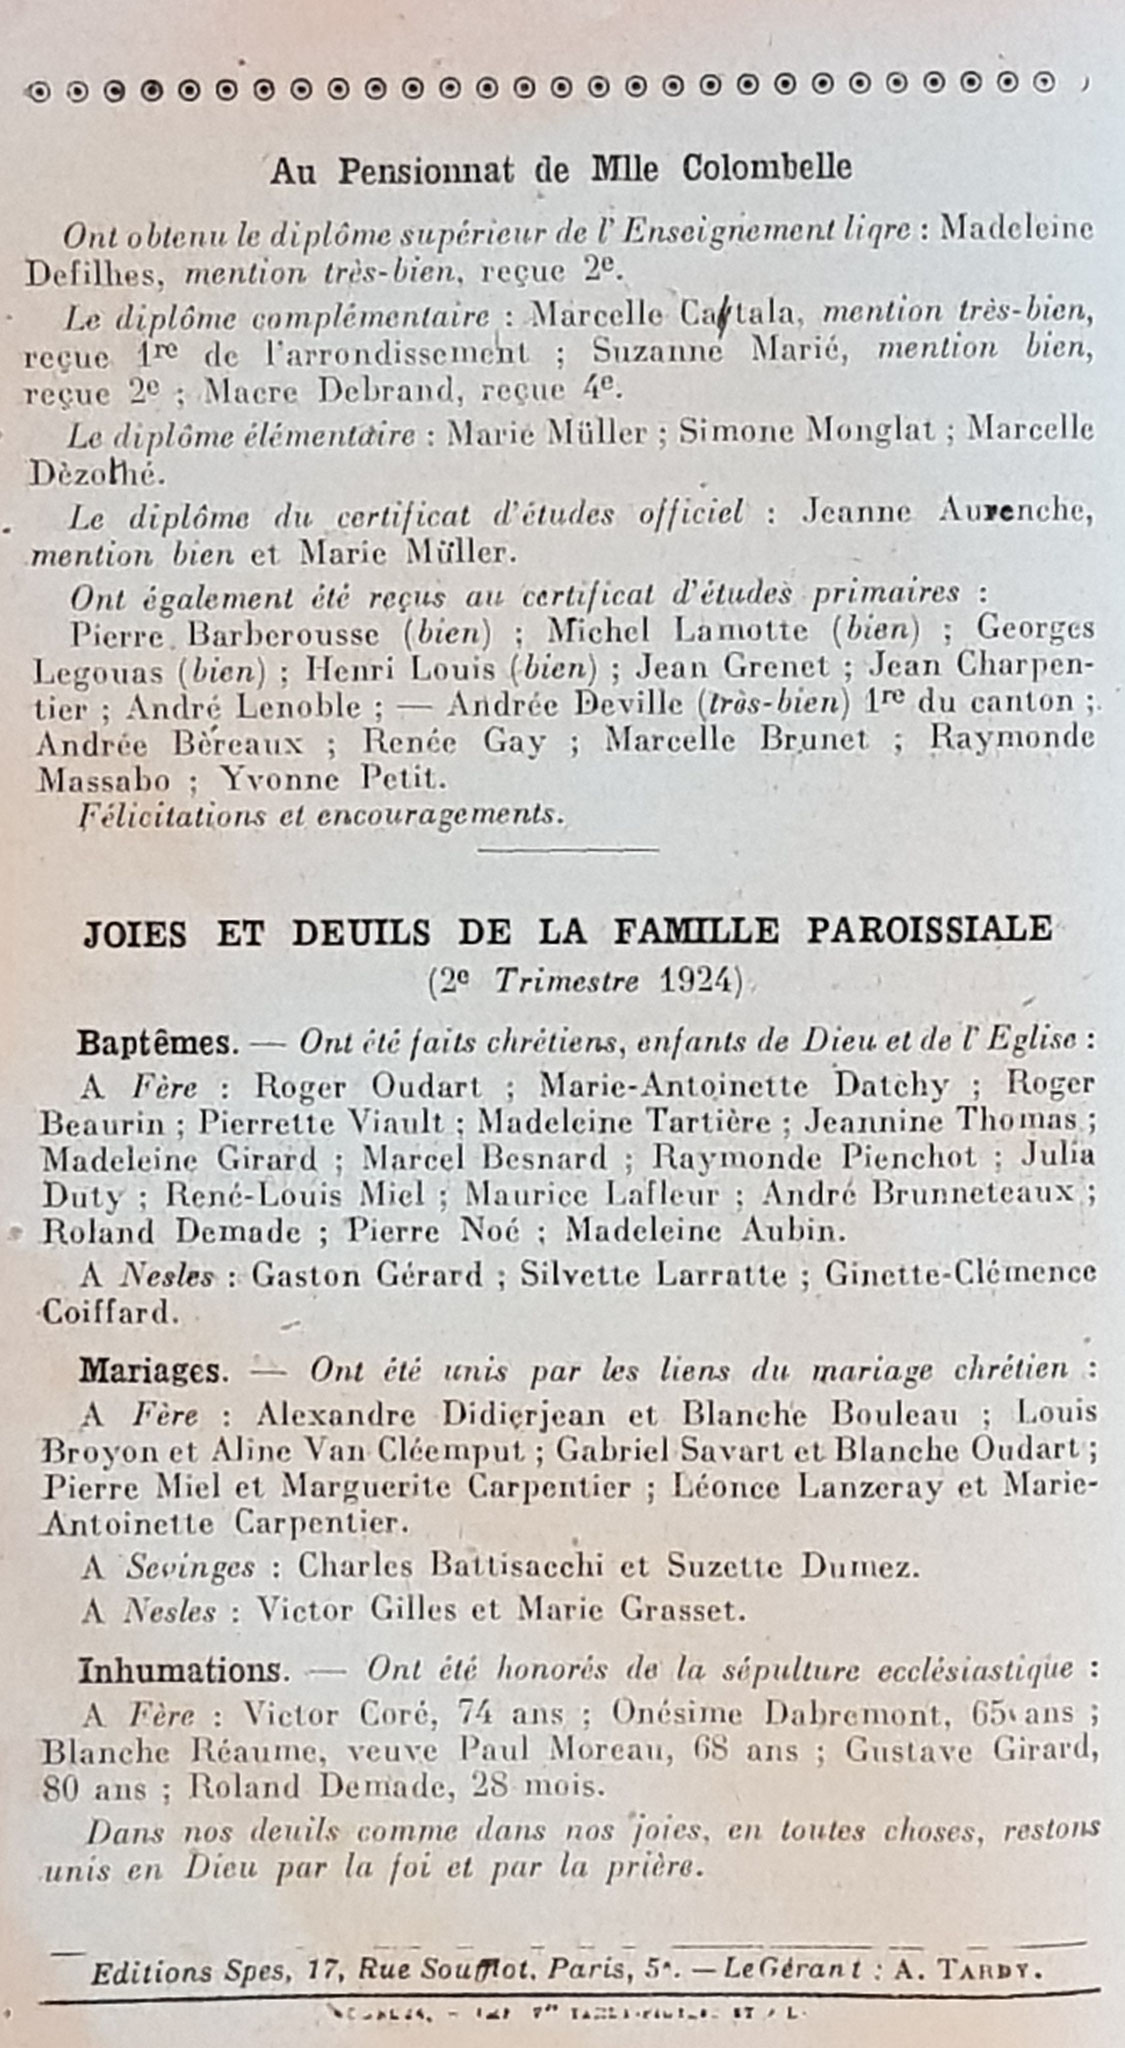 Au Pensionnat de Mlle Colombelle
Ont obtenu le diplôme supérieur de l'Enseignement liqre : Madeleine
Defilhes, mention très-bien, reçue 2e.
Le diplôme complémentaire : Marcelle Castala, mention très-bien,
reçue 1re de l'arrondissement ; Suzanne Marié, mention bien,
reçue 2e ; Macre Debrand, reçue 4e.
Le diplôme élémentaire : Marie Müller ; Simone Monglat ; Marcelle
Le diplôme du certificat d'études officiel : Jeanne Aurenche,
mention bien et Marie Müller.
Ont également été reçus au certificat d'études primaires :
Pierre Barberousse (bien) ; Michel Lamotte (bien) ; Georges
Legouas (bien) ; Henri Louis (bien) ; Jean Grenet ; Jean Charpen-
tier ; André Lenoble ; — Andrée Deville (très-bien) 1re du canton ;
Andrée Bèreaux ; Renée Gay ; Marcelle Brunet ; Raymonde
Massabo ; Yvonne Petit.
Félicitations et encouragements.
JOIES ET DEUILS DE LA FAMILLE PAROISSIALE
(2e Trimestre 1924)
Baptêmes. — Ont été faits chrétiens, enfants de Dieu et de l'Eglise :
A Fère : Roger Oudart ; Marie-Antoinette Datchy ; Roger
Beaurin ; Pierrette Viault ; Madeleine Tartière ; Jeannine Thomas ;
Madeleine Girard ; Marcel Besnard ; Raymonde Pienchot ; Julia
Duty ; René-Louis Miel ; Maurice Lafleur ; André Brunneteaux ;
Roland Demade ; Pierre Noé ; Madeleine Aubin.
A Nesles : Gaston Gérard ; Silvette Larratte ; Ginette-Clémence
Coiffard.
Mariages. — Ont été unis par les liens du mariage chrétien :
A Fère : Alexandre Didierjean et Blanche Bouleau ; Louis
Broyon et Aline Van Cléemput ; Gabriel Savart et Blanche Oudart ;
Pierre Miel et Marguerite Carpentier ; Léonce Lanzeray et Marie-
Antoinette Carpentier.
A Sevinges : Charles Battisacchi et Suzette Dumez.
A Nesles : Victor Gilles et Marie Grasset.
Inhumations. — Ont été honorés de la sépulture ecclésiastique :
A Fère : Victor Coré, 74 ans ; Onésime Dabremont, 65 ans ;
Blanche Réaume, veuve Paul Moreau, 68 ans ; Gustave Girard,
80 ans ; Roland Demade, 28 mois.
Dans nos deuils comme dans nos joies, en toutes choses, restons
unis en Dieu par la foi et par la prière.
Editions Spes, 17, Rue Soufflot, Paris, 5e. — Le Gérant : A. TARDY.